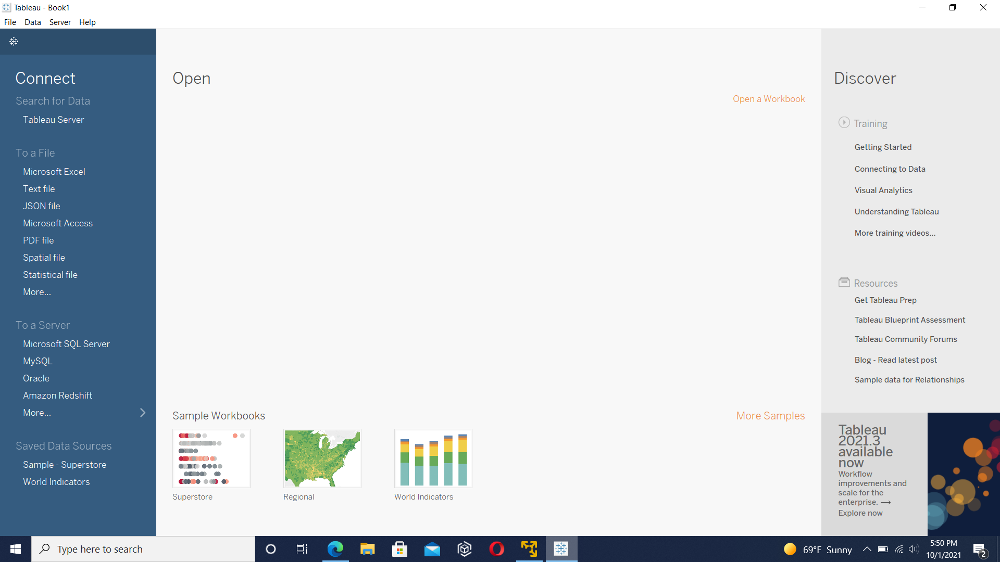 Tableau - Book1
File Data Server Help
Connect
Search for Data
Tableau Server
To a File
Microsoft Excel
Text file
JSON file
Microsoft Access
PDF file
Spatial file
Statistical file
More...
To a Server
Microsoft SQL Server
MySQL
Oracle
Amazon Redshift
More...
Saved Data Sources
Sample - Superstore
World Indicators
Open
Open a Workbook
Sample Workbooks
More Samples
Superstore
Regional
World Indicators
Discover
Training
Getting Started
Connecting to Data
Visual Analytics
Understanding Tableau
More training videos...
Resources
Get Tableau Prep
Tableau Blueprint Assessment
Tableau Community Forums
Blog - Read latest post
Sample data for Relationships
Tableau
2021.3
available
now
Workflow
improvements and
scale for the
enterprise. →
Explore now
Type here to search
69°F Sunny
5:50 PM
10/1/2021
2